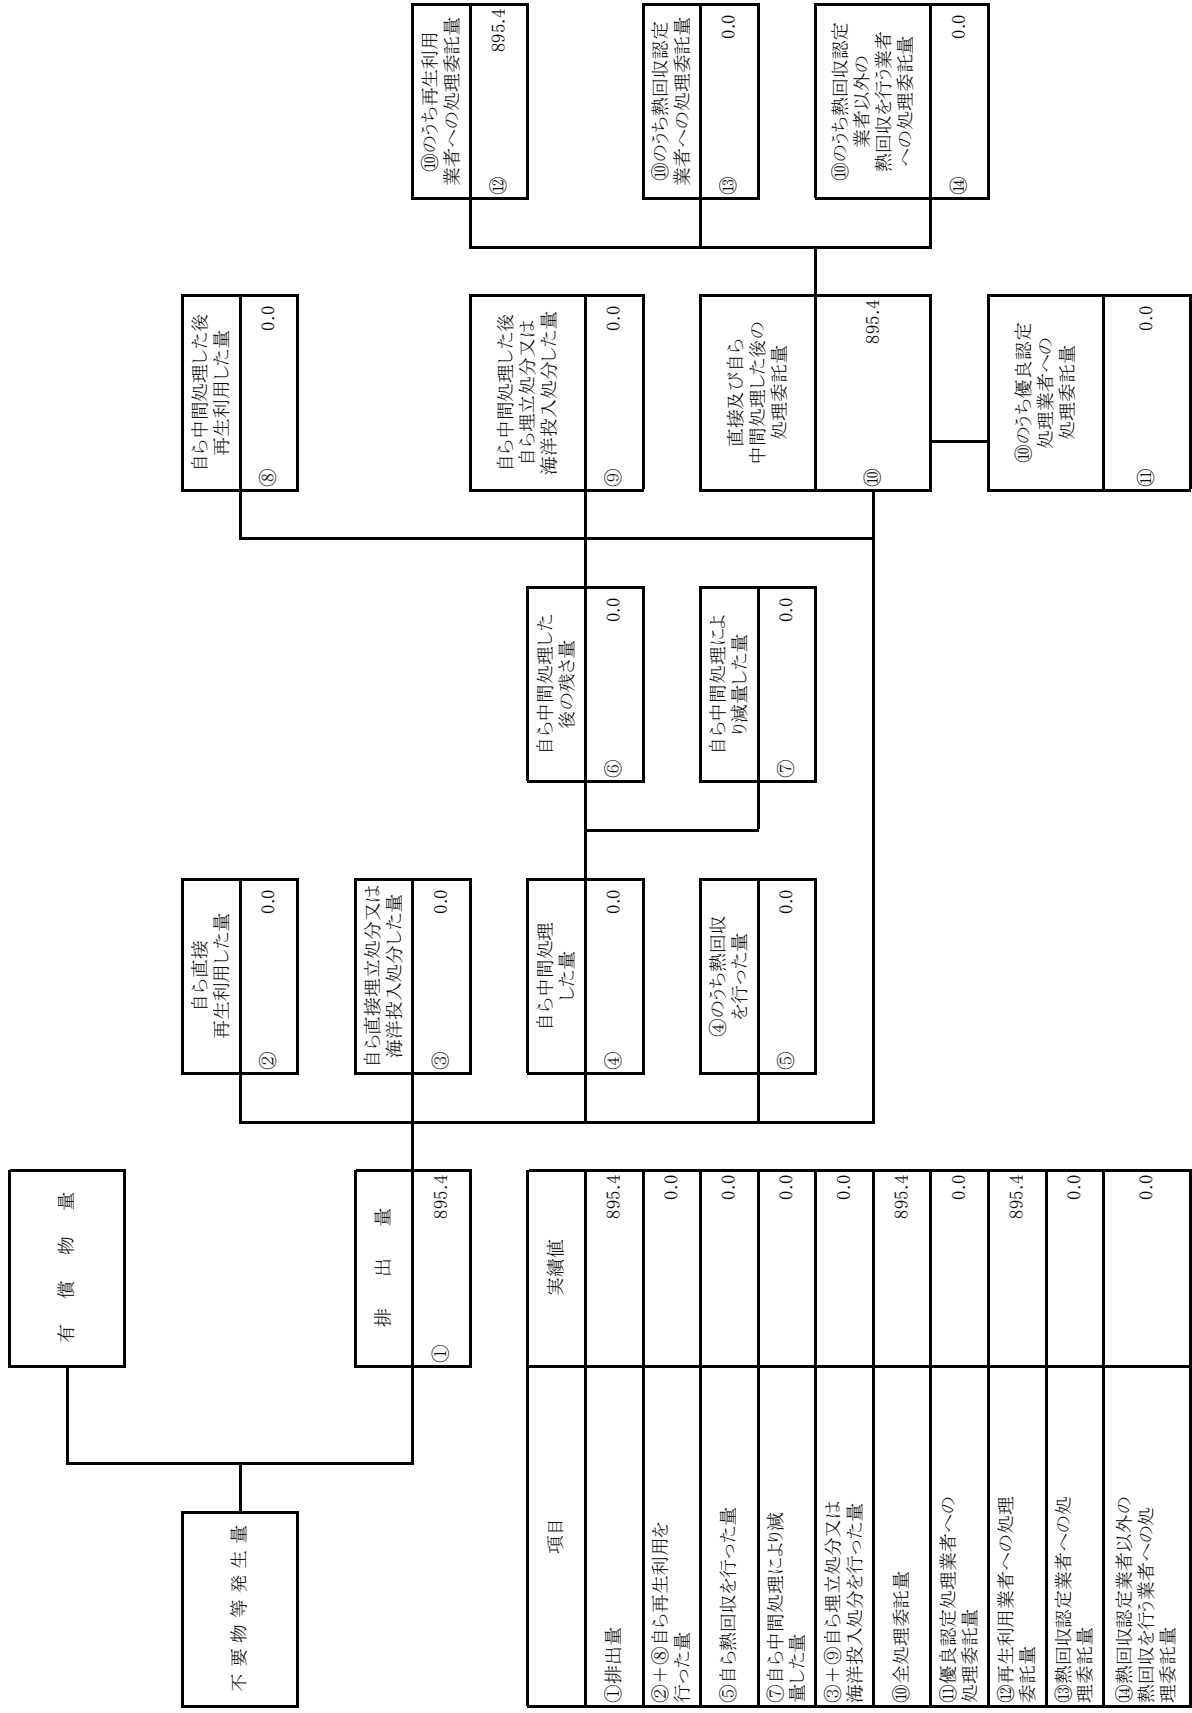 不要物等発生量
有償物量
排出量
① 895.4
自ら直接
再生利用した量
② 0.0
自ら直接埋立処分又は
海洋投入処分した量
③ 0.0
自ら中間処理
した量
④ 0.0
④のうち熱回収
を行った量
⑤ 0.0
自ら中間処理した
後の残さ量
⑥ 0.0
自ら中間処理によ
り減量した量
⑦ 0.0
自ら中間処理した後
再生利用した量
⑧ 0.0
自ら中間処理した後
自ら埋立処分又は
海洋投入処分した量
⑨ 0.0
直接及び自ら
中間処理した後の
処理委託量
⑩ 895.4
⑩のうち優良認定
処理業者への
処理委託量
⑪ 0.0
⑩のうち再生利用
業者への処理委託量
⑫ 895.4
⑩のうち熱回収認定
業者への処理委託量
⑬ 0.0
⑩のうち熱回収認定
業者以外の
熱回収を行う業者
への処理委託量
⑭ 0.0
項目 実績値
①排出量 895.4
②+⑧自ら再生利用を
行った量 0.0
⑤自ら熱回収を行った量 0.0
⑦自ら中間処理により減
量した量 0.0
③+⑨自ら埋立処分又は
海洋投入処分を行った量 0.0
⑩全処理委託量 895.4
⑪優良認定処理業者への
処理委託量 0.0
⑫再生利用業者への処理
委託量 895.4
⑬熱回収認定業者への処
理委託量 0.0
⑭熱回収認定業者以外の
熱回収を行う業者への処
理委託量 0.0